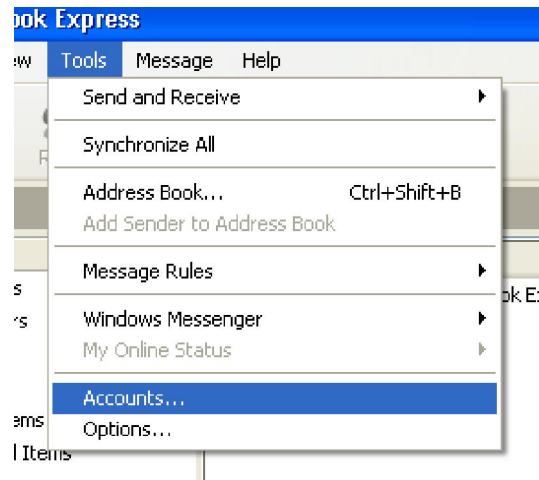 ook Express
ew Tools Message Help
Send and Receive
Synchronize All
R
Address Book... Ctrl+Shift+B
Add Sender to Address Book
Message Rules
s
ok E
rs
Windows Messenger
My Online Status
Accounts...
ems
Options...
l Items